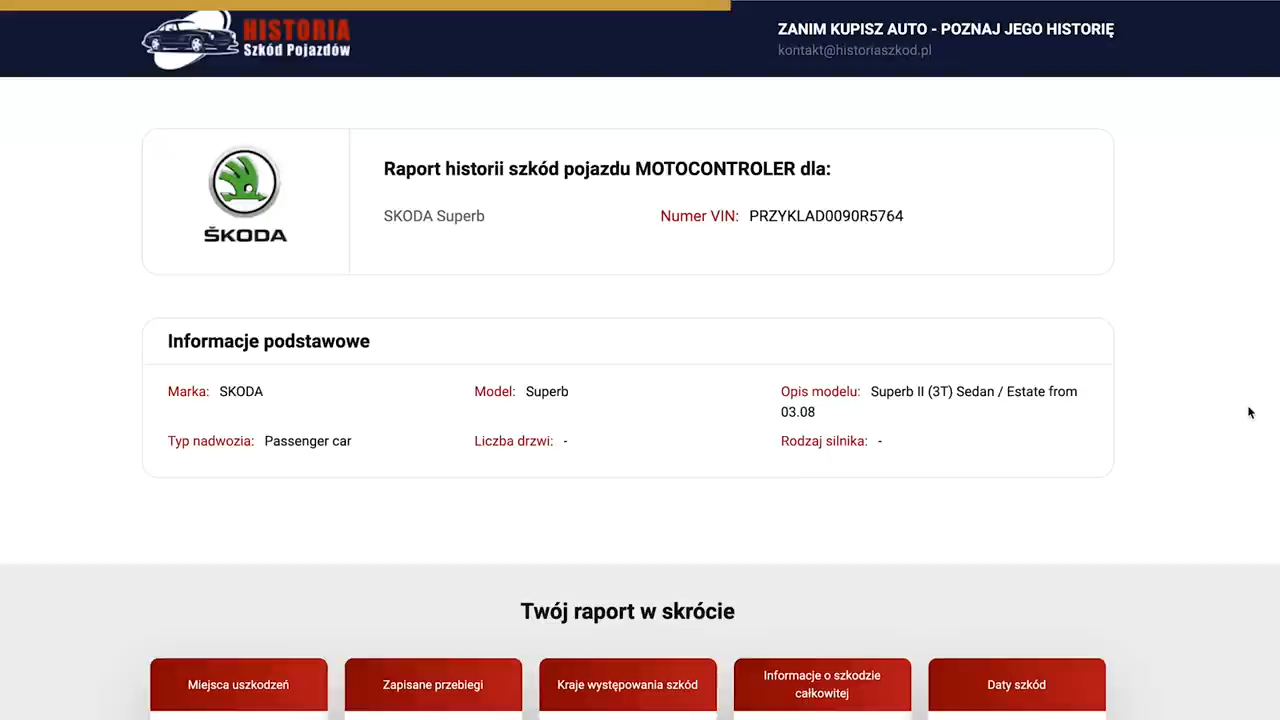 HISTORIA
Szkód Pojazdów
ZANIM KUPISZ AUTO - POZNAJ JEGO HISTORIĘ
kontakt@historiaszkod.pl
ŠKODA
Raport historii szkód pojazdu MOTOCONTROLER dla:
SKODA Superb
Numer VIN: PRZYKLAD0090R5764
Informacje podstawowe
Marka: SKODA
Model: Superb
Opis modelu: Superb II (3T) Sedan / Estate from
03.08
Typ nadwozia: Passenger car
Liczba drzwi: -
Rodzaj silnika: -
Twój raport w skrócie
Miejsca uszkodzeń
Zapisane przebiegi
Kraje występowania szkód
Informacje o szkodzie
całkowitej
Daty szkód